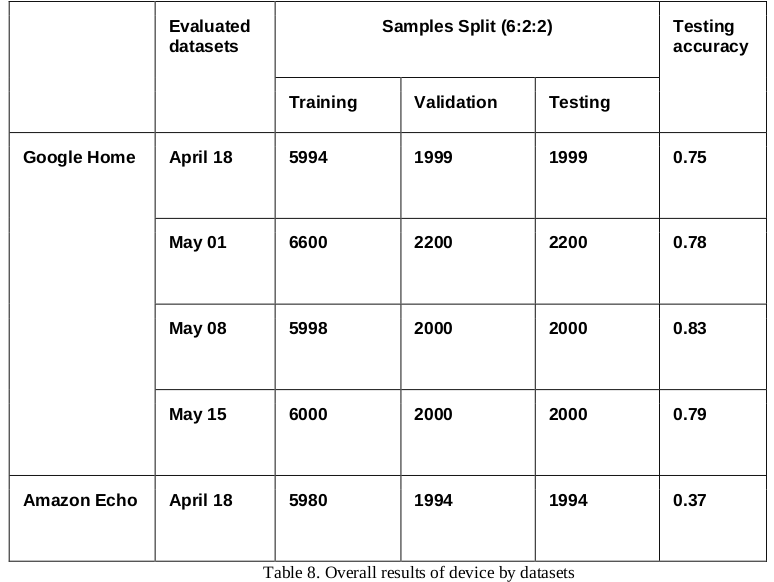 Evaluated datasets Samples Split (6:2:2) Testing accuracy
Training Validation Testing
Google Home April 18 5994 1999 1999 0.75
May 01 6600 2200 2200 0.78
May 08 5998 2000 2000 0.83
May 15 6000 2000 2000 0.79
Amazon Echo April 18 5980 1994 1994 0.37
Table 8. Overall results of device by datasets